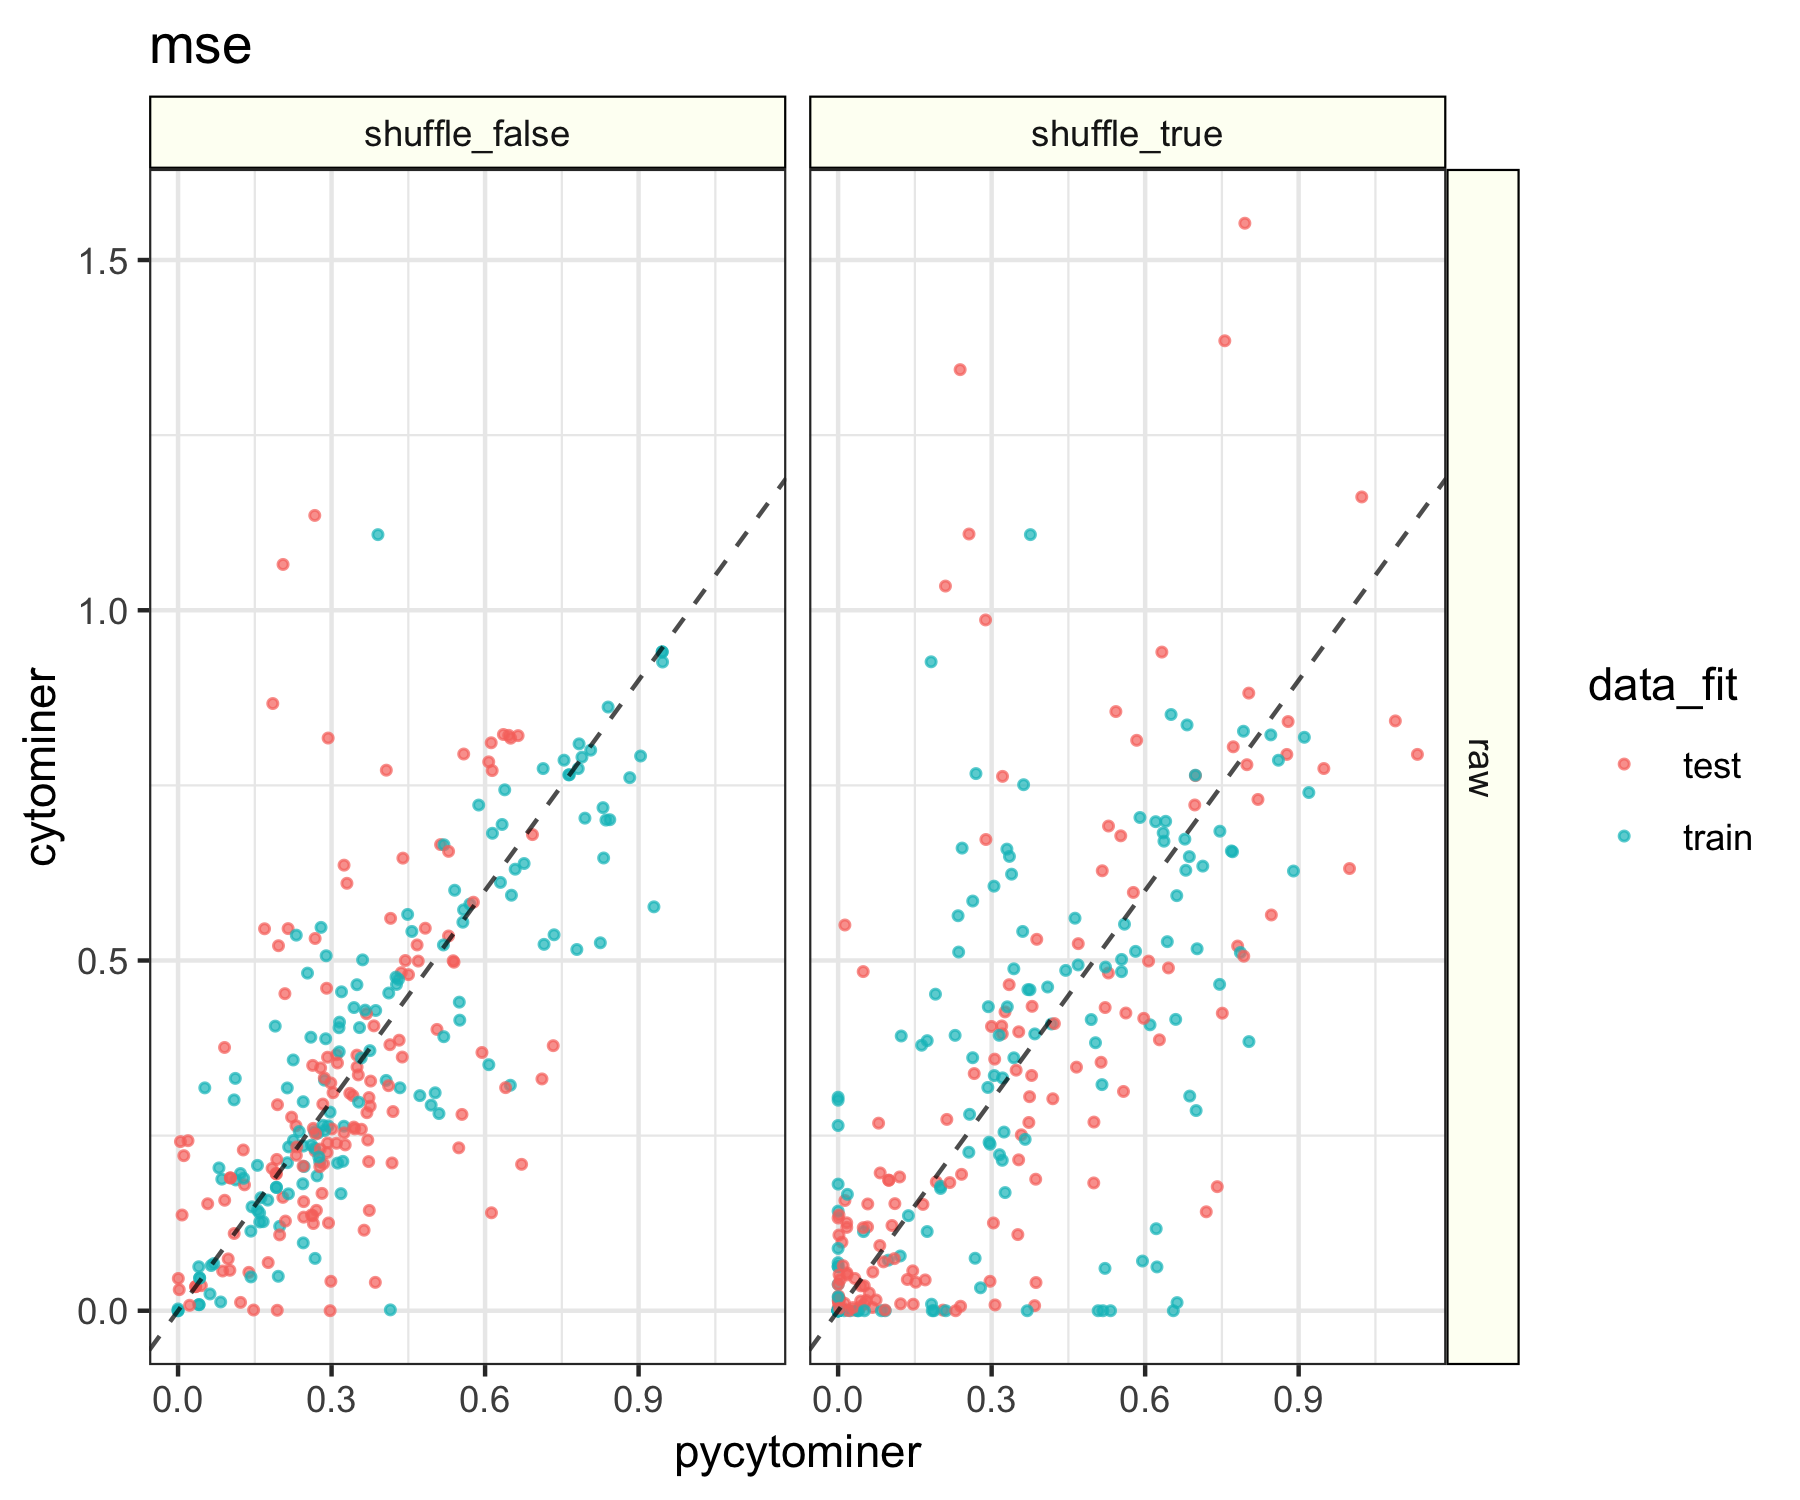 mse
shuffle_false
shuffle_true
raw
1.5
1.0
0.5
0.0
cytominer
0.0 0.3 0.6 0.9
0.0 0.3 0.6 0.9
pycytominer
data_fit
test
train